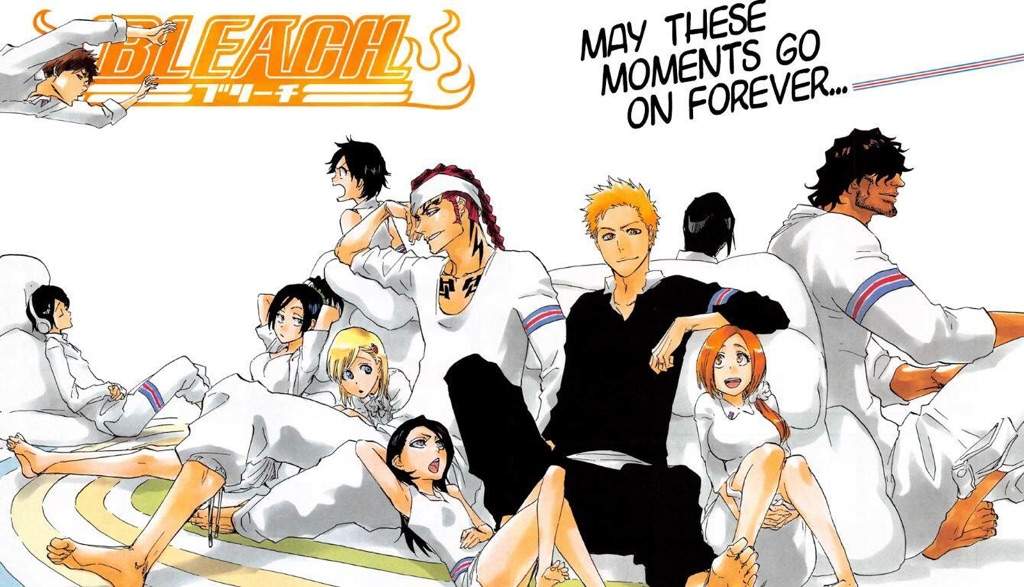 BLEACH
ブリーチ
MAY THESE
MOMENTS GO
ON FOREVER...